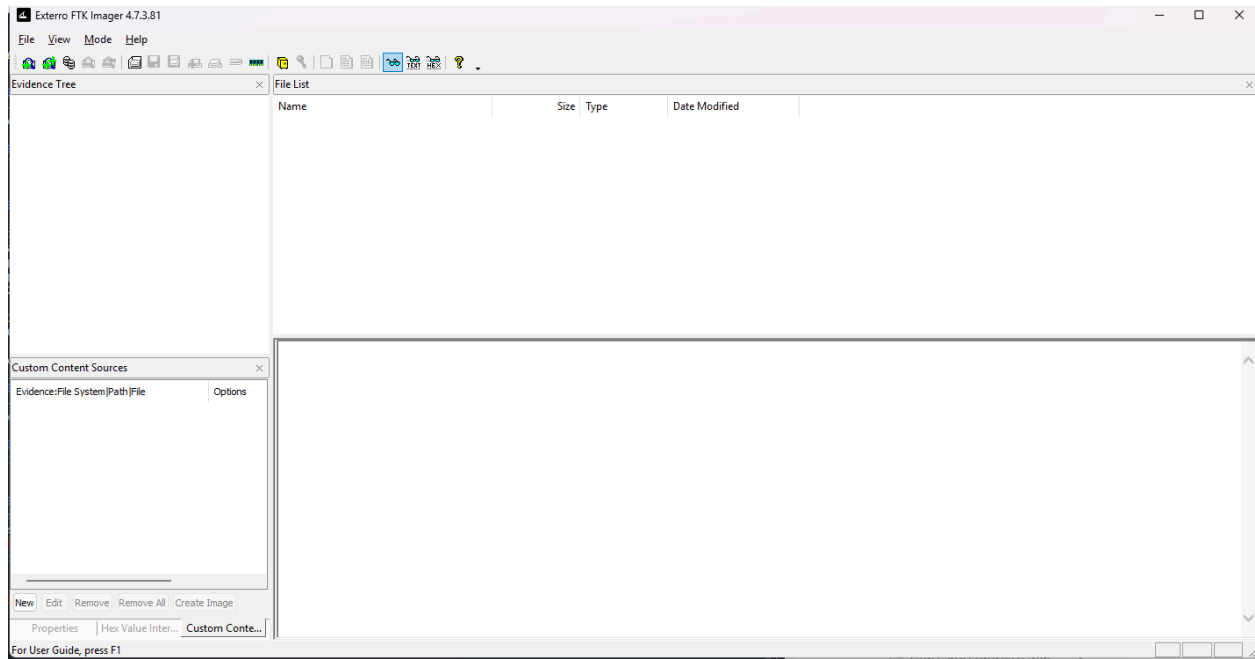 Exterro FTK Imager 4.7.3.81
File View Mode Help
TEXT HEX
Evidence Tree
File List
Name Size Type Date Modified
Custom Content Sources
Evidence:File System|Path|File Options
New Edit Remove Remove All Create Image
Properties Hex Value Inter... Custom Conte...
For User Guide, press F1